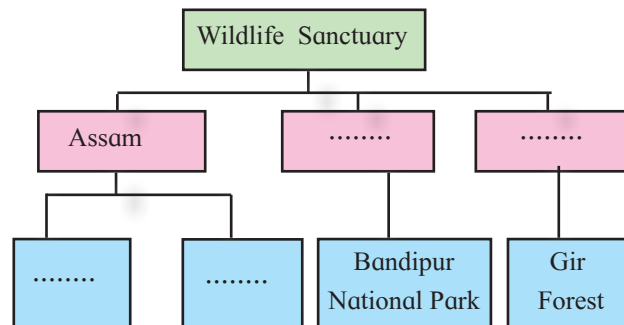 Wildlife Sanctuary
Assam
........
........
........
........
Bandipur
National Park
Gir
Forest